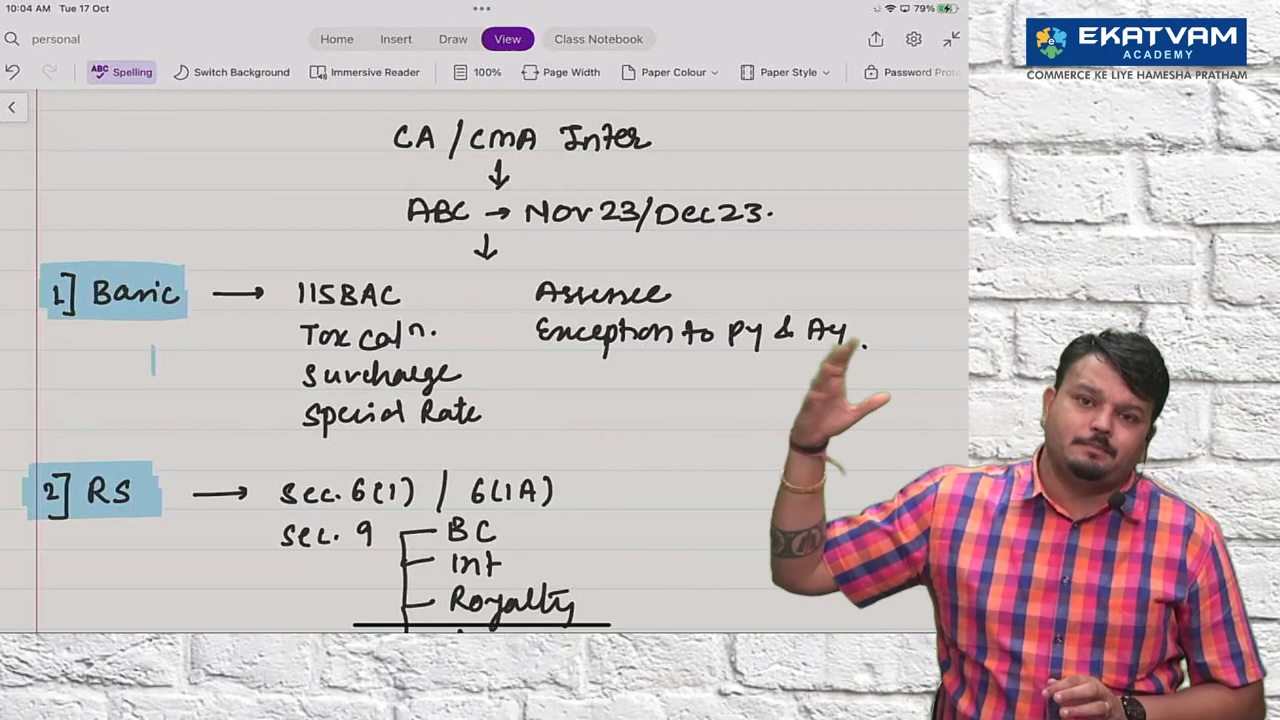 10:04 AM Tue 17 Oct
79%
personal
Home Insert Draw View Class Notebook
ABC Spelling Switch Background Immersive Reader 100% Page Width Paper Colour Paper Style Password Prote
EKATVAM
ACADEMY
COMMERCE KE LIYE HAMESHA PRATHAM
CA / CMA Inter
ABC → Nov 23/Dec 23.
1] Basic → 115BAC Assessee
Tax caln. Exception to Py & Ay.
Surcharge
Special Rate
2] RS → Sec. 6(1) / 6(1A)
Sec. 9 BC
Int
Royalty